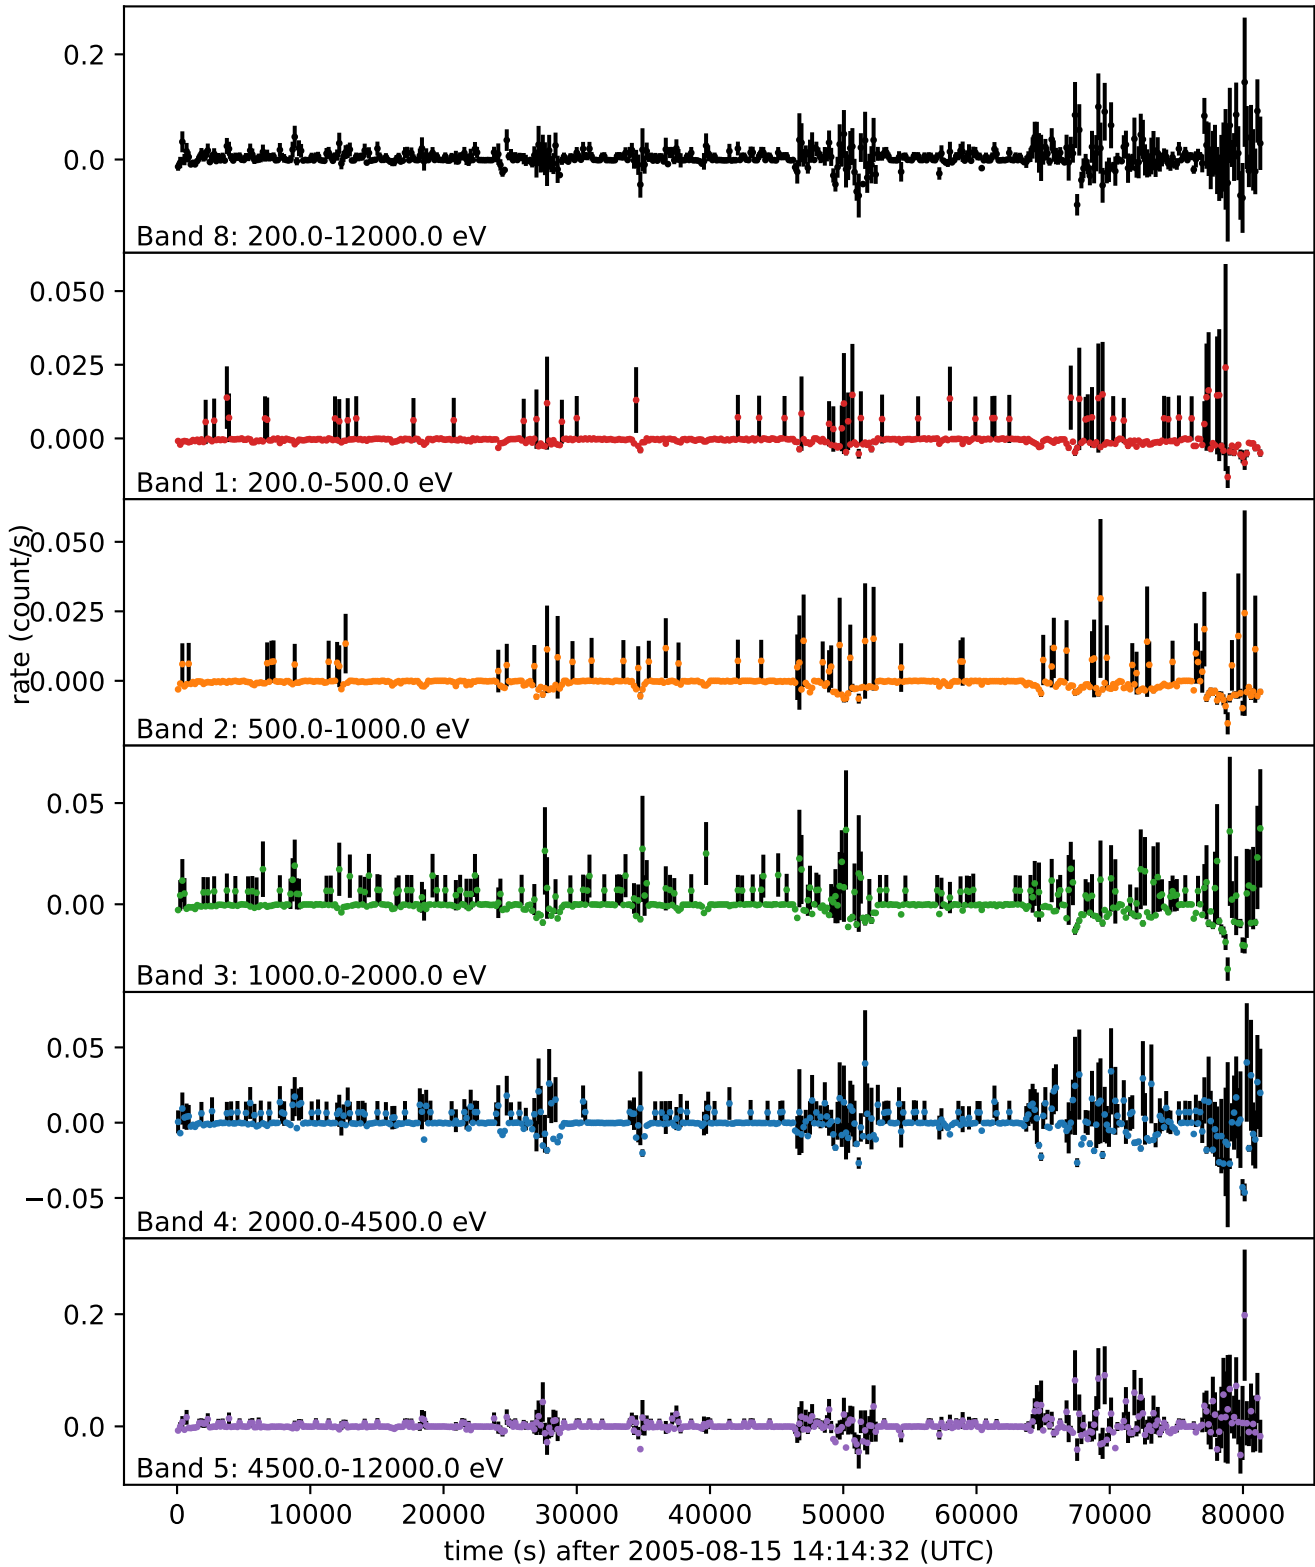 0.2
0.0
Band 8: 200.0-12000.0 eV
0.050
0.025
0.000
Band 1: 200.0-500.0 eV
rate (count/s)
0.050
0.025
0.000
Band 2: 500.0-1000.0 eV
0.05
0.00
Band 3: 1000.0-2000.0 eV
0.05
0.00
−0.05
Band 4: 2000.0-4500.0 eV
0.2
0.0
Band 5: 4500.0-12000.0 eV
0 10000 20000 30000 40000 50000 60000 70000 80000
time (s) after 2005-08-15 14:14:32 (UTC)